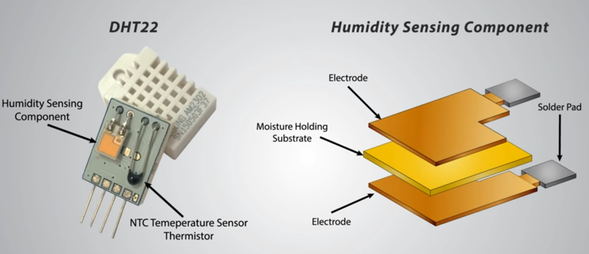 DHT22
Humidity Sensing Component
Humidity Sensing
Component
NTC Temeperature Sensor
Thermistor
Electrode
Solder Pad
Moisture Holding
Substrate
Electrode